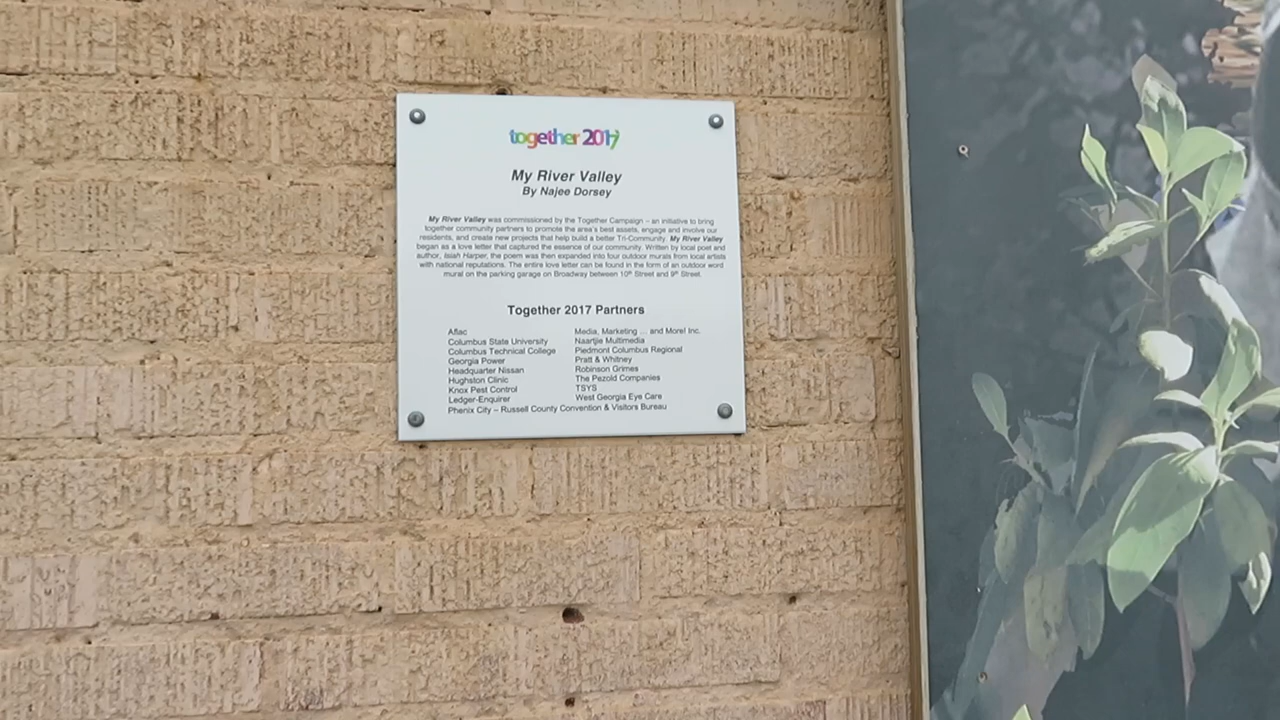 together 2017
My River Valley
By Najee Dorsey
My River Valley was commissioned by the Together Campaign – an initiative to bring
together community partners to promote the area's best assets, engage and involve our
residents, and create new projects that help build a better Tri-Community. My River Valley
began as a love letter that captured the essence of our community. Written by local poet and
author, Isiah Harper, the poem was then expanded into four outdoor murals from local artists
with national reputations. The entire love letter can be found in the form of an outdoor word
mural on the parking garage on Broadway between 10th Street and 9th Street.
Together 2017 Partners
Aflac
Columbus State University
Columbus Technical College
Georgia Power
Headquarter Nissan
Hughston Clinic
Knox Pest Control
Ledger-Enquirer
Phenix City – Russell County Convention & Visitors Bureau
Media, Marketing ... and More! Inc.
Naartjie Multimedia
Piedmont Columbus Regional
Pratt & Whitney
Robinson Grimes
The Pezold Companies
TSYS
West Georgia Eye Care